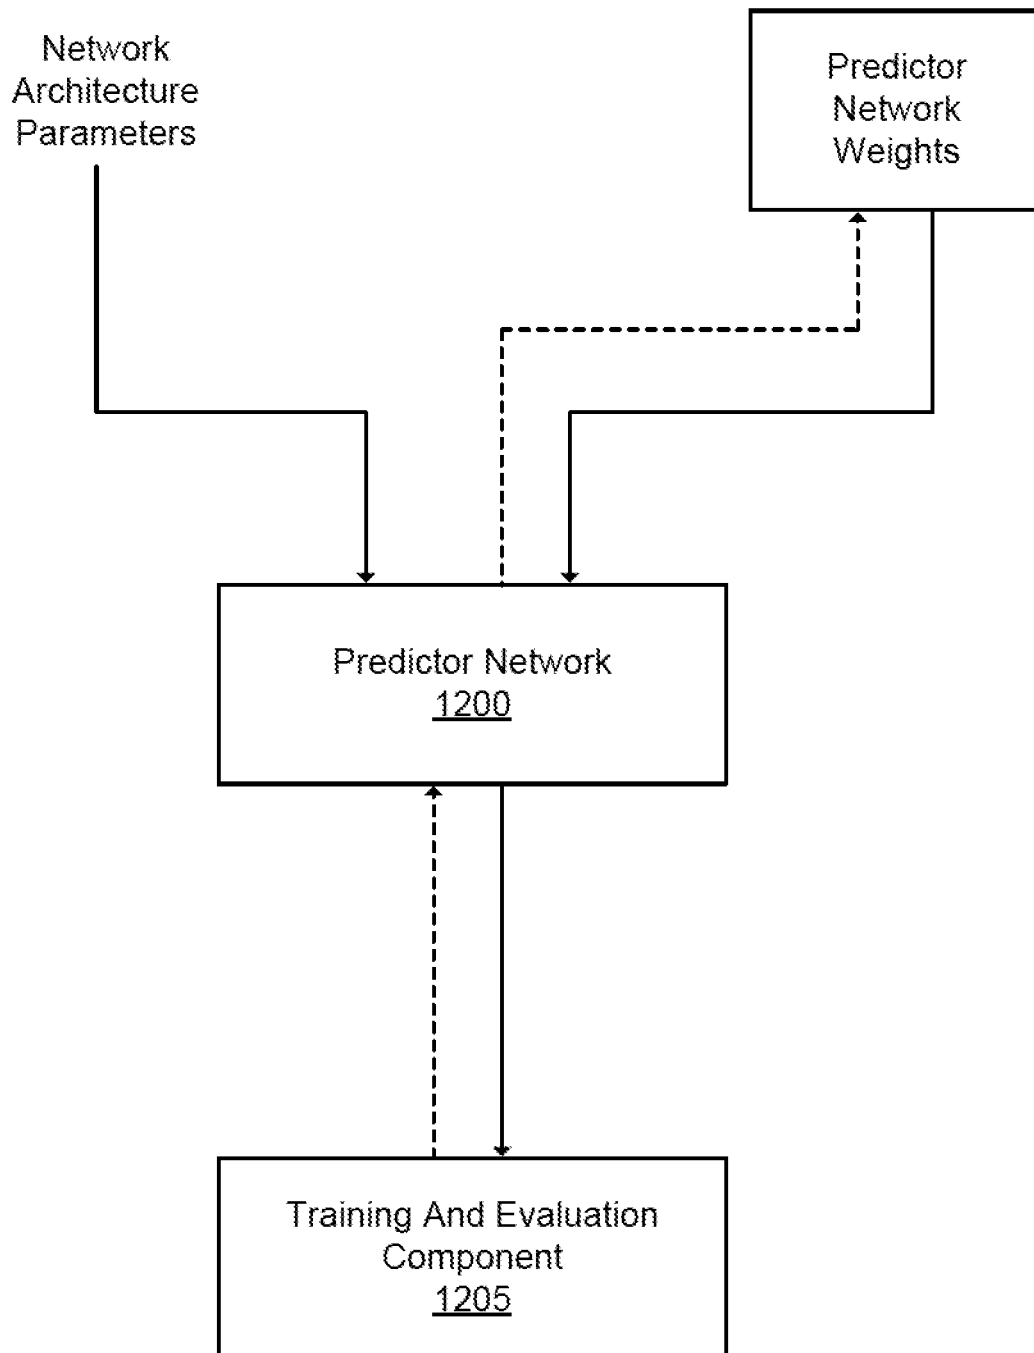 Network
Architecture
Parameters
Predictor
Network
Weights
Predictor Network
1200
Training And Evaluation
Component
1205